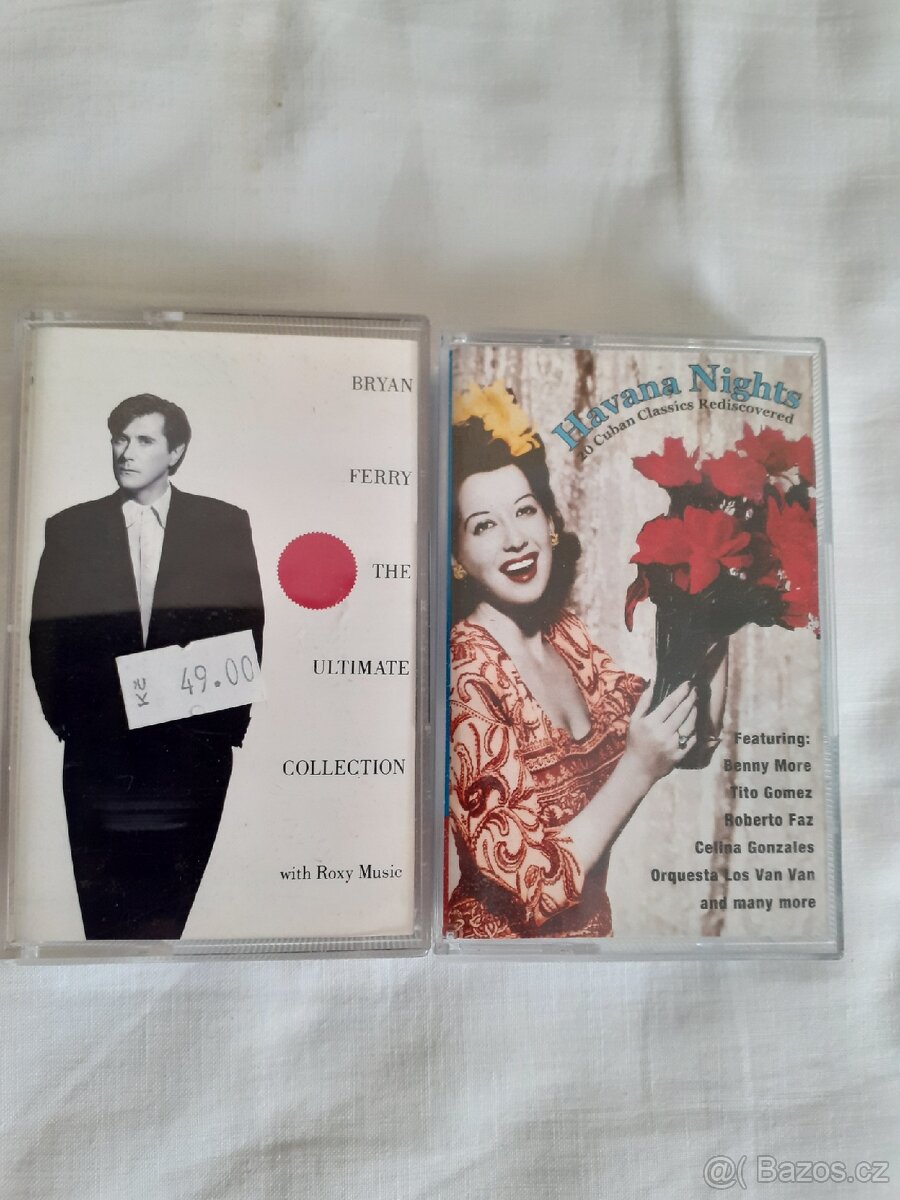 BRYAN
FERRY
THE
ULTIMATE
COLLECTION
with Roxy Music
Kč 49.00
Havana Nights
20 Cuban Classics Rediscovered
Featuring:
Benny More
Tito Gomez
Roberto Faz
Celina Gonzales
Orquesta Los Van Van
and many more
@( Bazos.cz